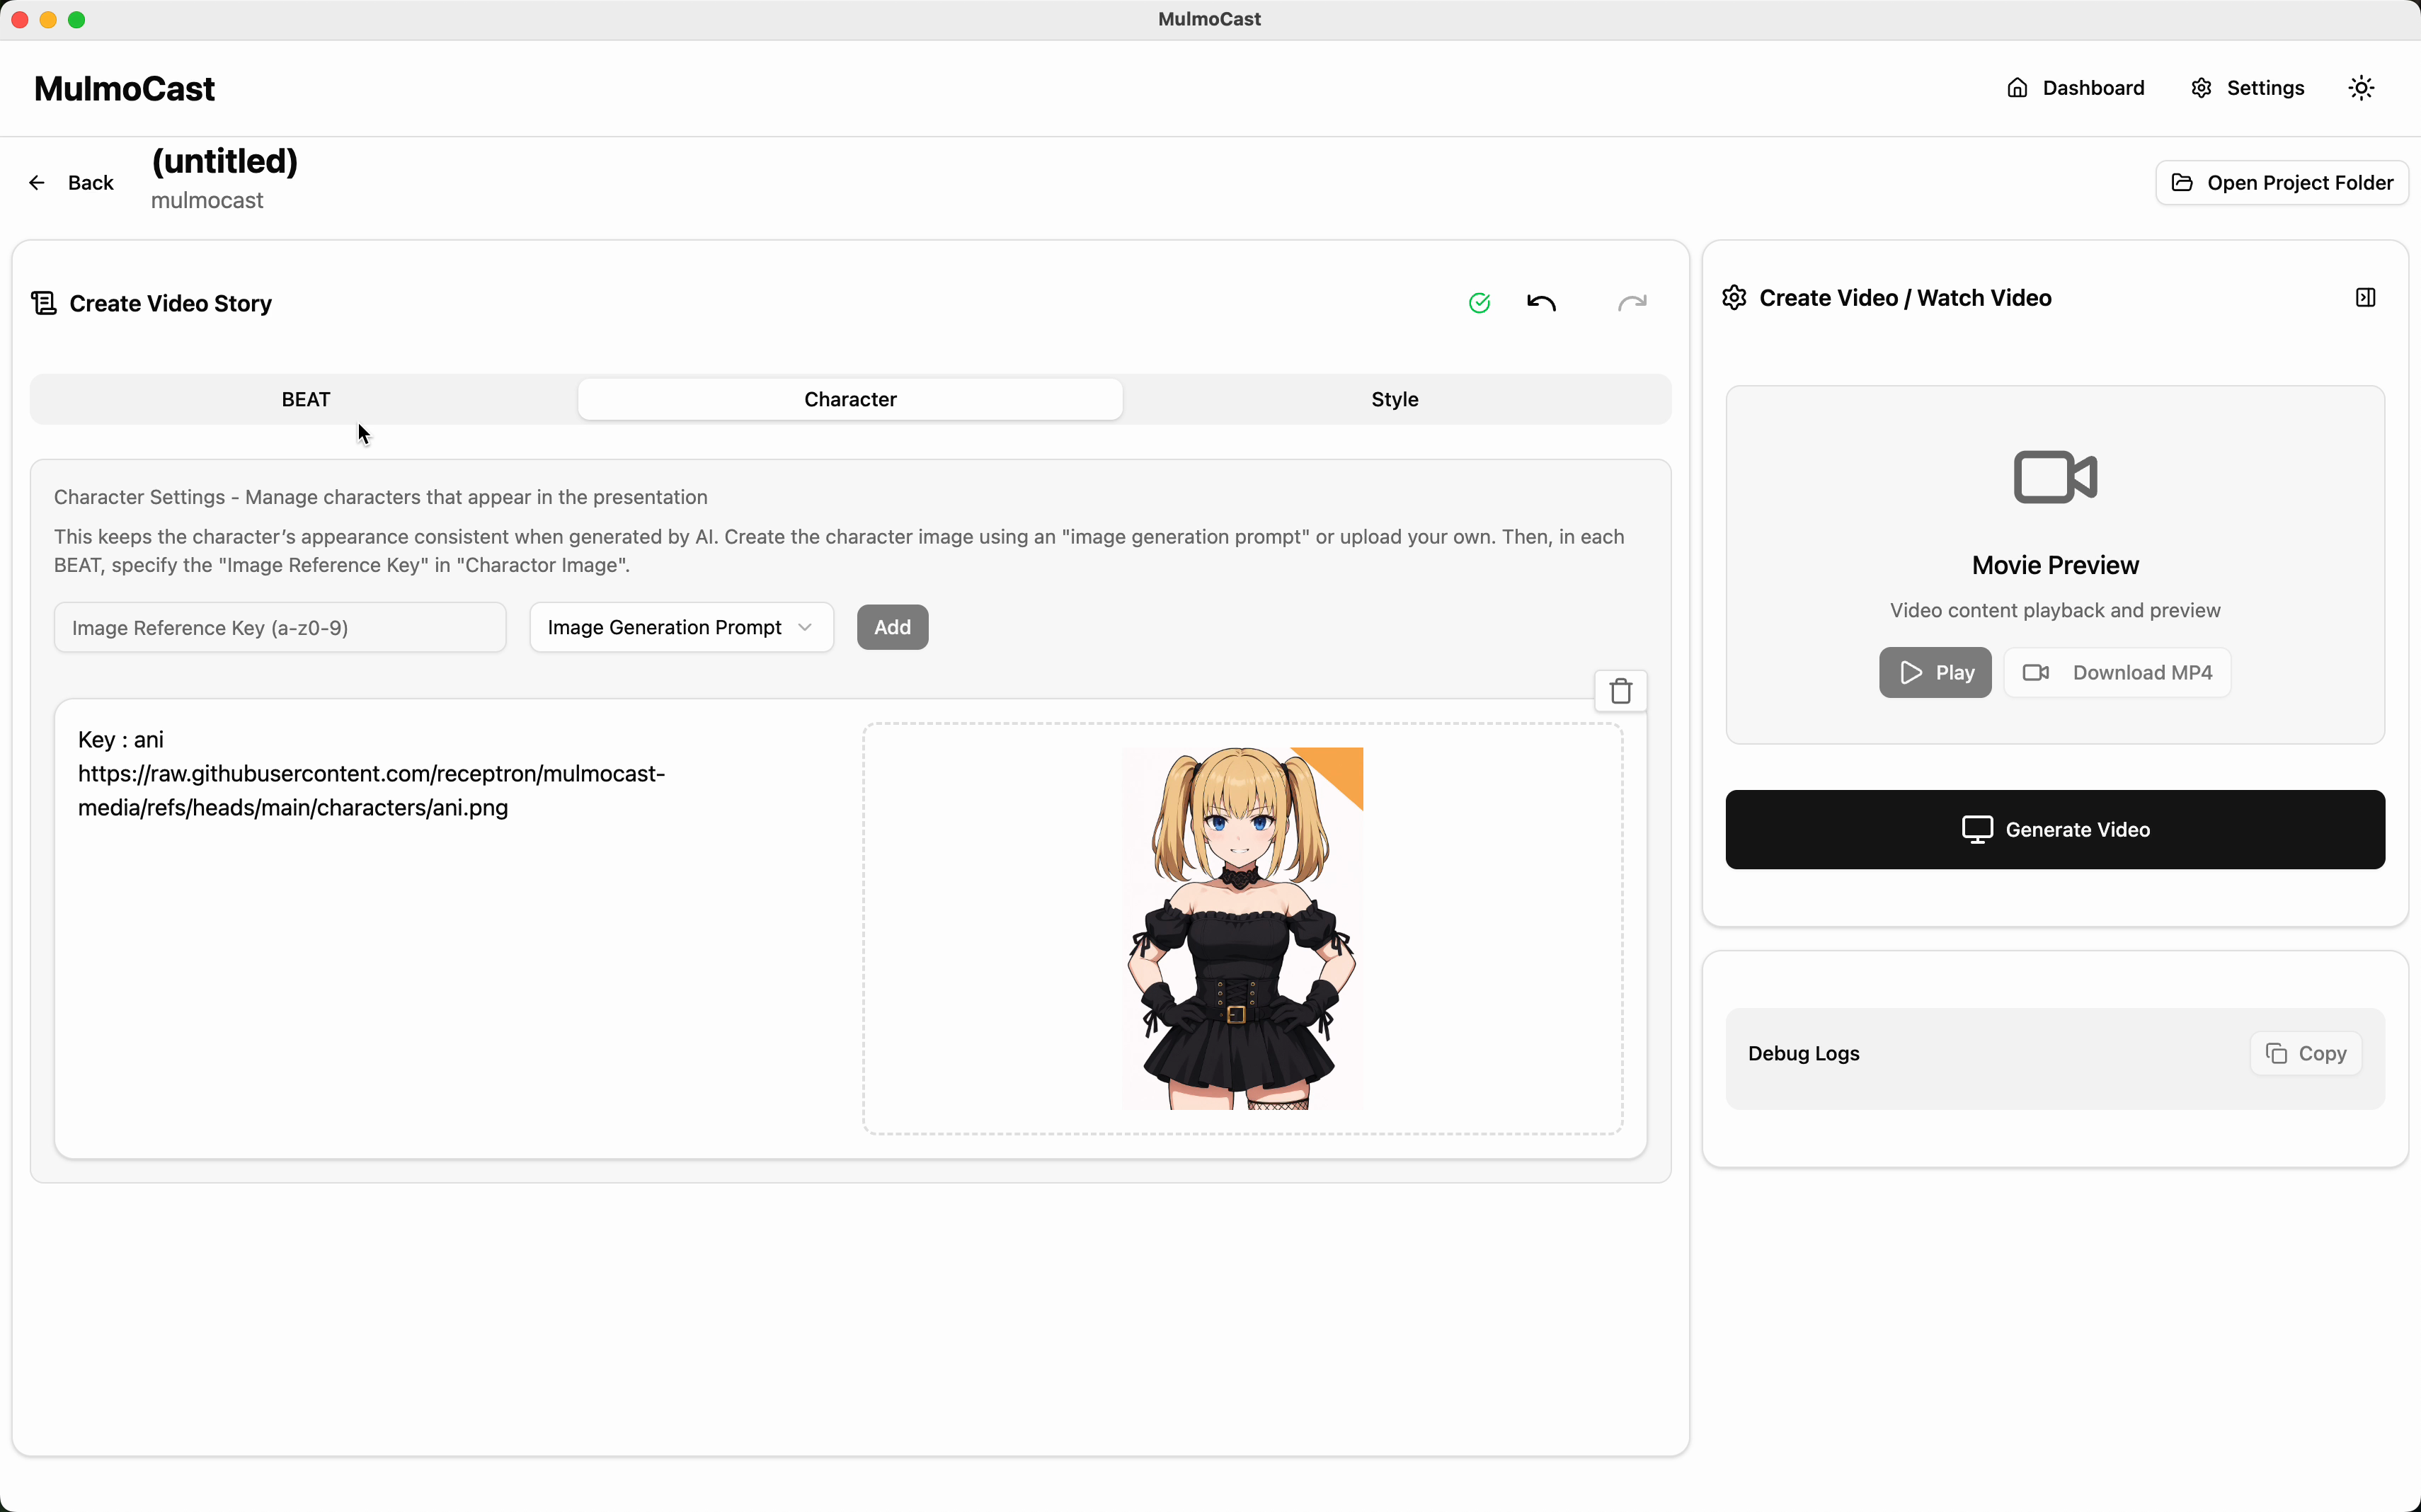 MulmoCast
MulmoCast
Dashboard
Settings
Back
(untitled)
mulmocast
Open Project Folder
Create Video Story
BEAT
Character
Style
Character Settings - Manage characters that appear in the presentation
This keeps the character’s appearance consistent when generated by AI. Create the character image using an "image generation prompt" or upload your own. Then, in each
BEAT, specify the "Image Reference Key" in "Charactor Image".
Image Reference Key (a-z0-9)
Image Generation Prompt
Add
Key : ani
https://raw.githubusercontent.com/receptron/mulmocast-
media/refs/heads/main/characters/ani.png
Create Video / Watch Video
Movie Preview
Video content playback and preview
Play
Download MP4
Generate Video
Debug Logs
Copy